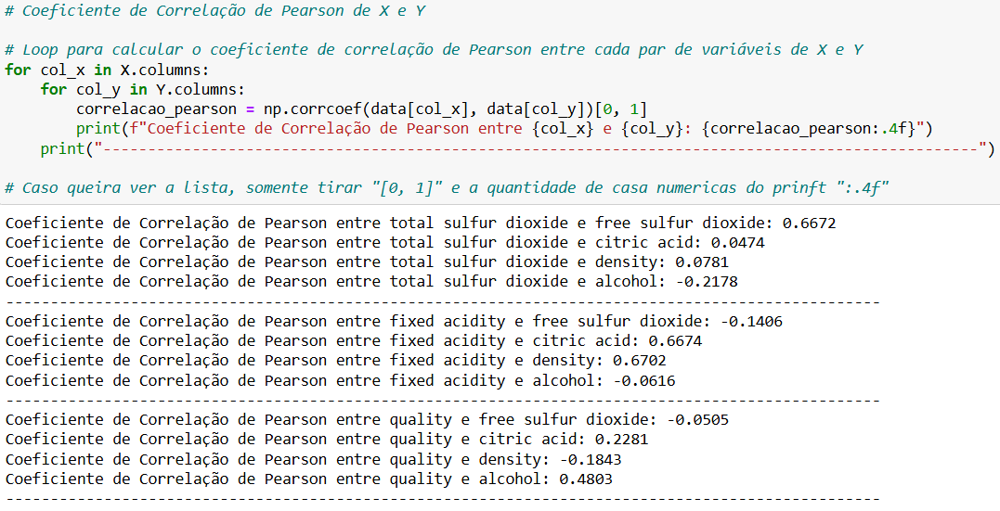 # Coeficiente de Correlação de Pearson de X e Y
# Loop para calcular o coeficiente de correlação de Pearson entre cada par de variáveis de X e Y
for col_x in X.columns:
    for col_y in Y.columns:
        correlacao_pearson = np.corrcoef(data[col_x], data[col_y])[0, 1]
        print(f"Coeficiente de Correlação de Pearson entre {col_x} e {col_y}: {correlacao_pearson:.4f}")
    print("--------------------------------------------------------------------------------------------------")
# Caso queira ver a lista, somente tirar "[0, 1]" e a quantidade de casa numericas do prinft ":.4f"
Coeficiente de Correlação de Pearson entre total sulfur dioxide e free sulfur dioxide: 0.6672
Coeficiente de Correlação de Pearson entre total sulfur dioxide e citric acid: 0.0474
Coeficiente de Correlação de Pearson entre total sulfur dioxide e density: 0.0781
Coeficiente de Correlação de Pearson entre total sulfur dioxide e alcohol: -0.2178
--------------------------------------------------------------------------------------------------
Coeficiente de Correlação de Pearson entre fixed acidity e free sulfur dioxide: -0.1406
Coeficiente de Correlação de Pearson entre fixed acidity e citric acid: 0.6674
Coeficiente de Correlação de Pearson entre fixed acidity e density: 0.6702
Coeficiente de Correlação de Pearson entre fixed acidity e alcohol: -0.0616
--------------------------------------------------------------------------------------------------
Coeficiente de Correlação de Pearson entre quality e free sulfur dioxide: -0.0505
Coeficiente de Correlação de Pearson entre quality e citric acid: 0.2281
Coeficiente de Correlação de Pearson entre quality e density: -0.1843
Coeficiente de Correlação de Pearson entre quality e alcohol: 0.4803
--------------------------------------------------------------------------------------------------